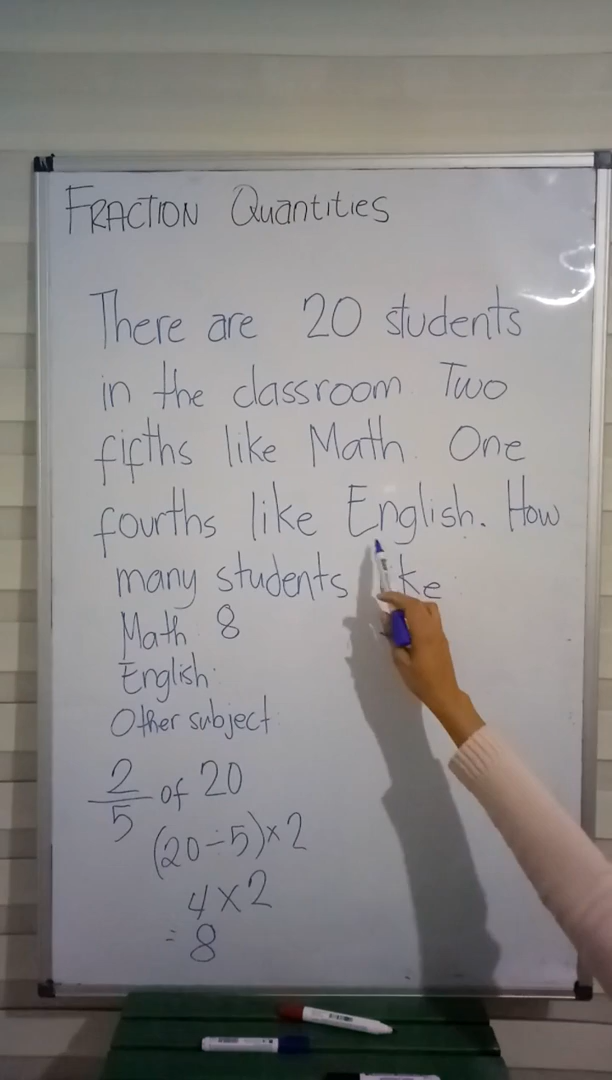 FRACTION Quantities
There are 20 students
in the classroom. Two
fifths like Math. One
fourths like English. How
many students like
Math 8
English:
Other subject
2/5 of 20
(20÷5)×2
4×2
= 8